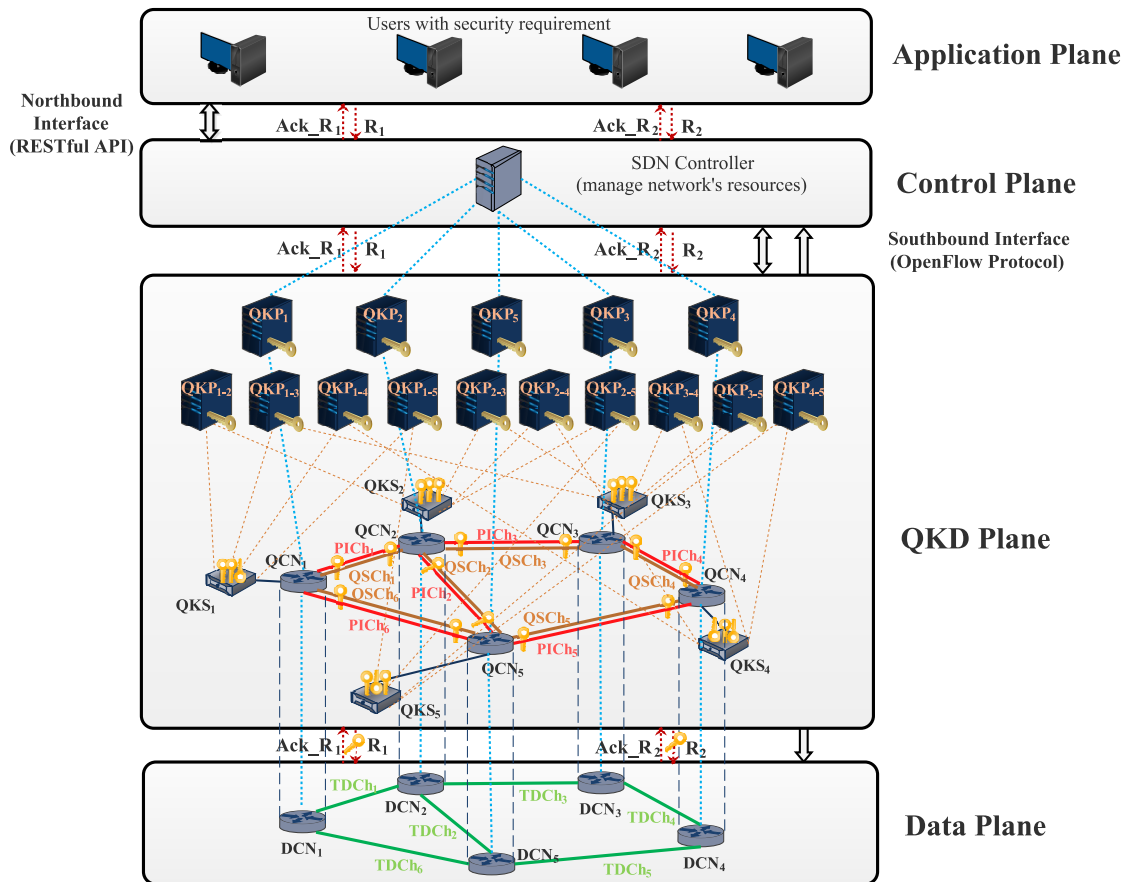 Users with security requirement
Application Plane
Northbound
Interface
(RESTful API)
Ack_R1 R1
Ack_R2 R2
SDN Controller
(manage network's resources)
Control Plane
Ack_R1 R1
Ack_R2 R2
Southbound Interface
(OpenFlow Protocol)
QKP1 QKP2 QKP5 QKP3 QKP4
QKP1-2 QKP1-3 QKP1-4 QKP1-5 QKP2-3 QKP2-4 QKP2-5 QKP3-4 QKP3-5 QKP4-5
QKS2 QKS3
QCN2 PICh3 QCN3
QKD Plane
PICh1 QSCh2 QSCh3 PICh4
QCN1 QSCh1 QSCh4 QCN4
QKS1 QSCh6 PICh2
PICh6 QSCh5
PICh5
QCN5 QKS4
QKS5
Ack_R1 R1
Ack_R2 R2
TDCh1 DCN2 TDCh3 DCN3 TDCh4
TDCh2
Data Plane
DCN1 TDCh6 DCN5 TDCh5 DCN4